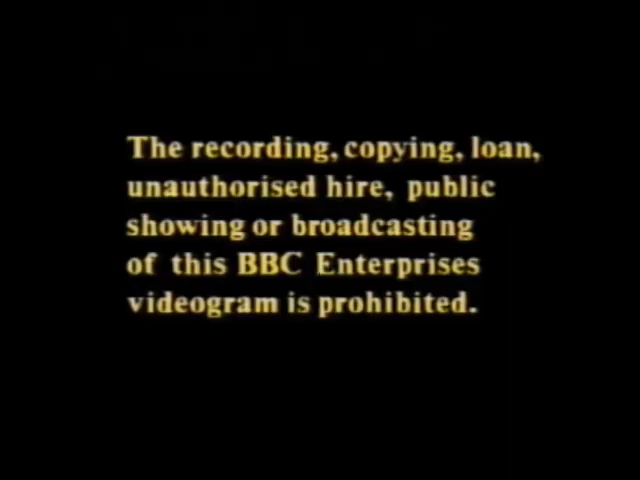 The recording, copying, loan,
unauthorised hire, public
showing or broadcasting
of this BBC Enterprises
videogram is prohibited.